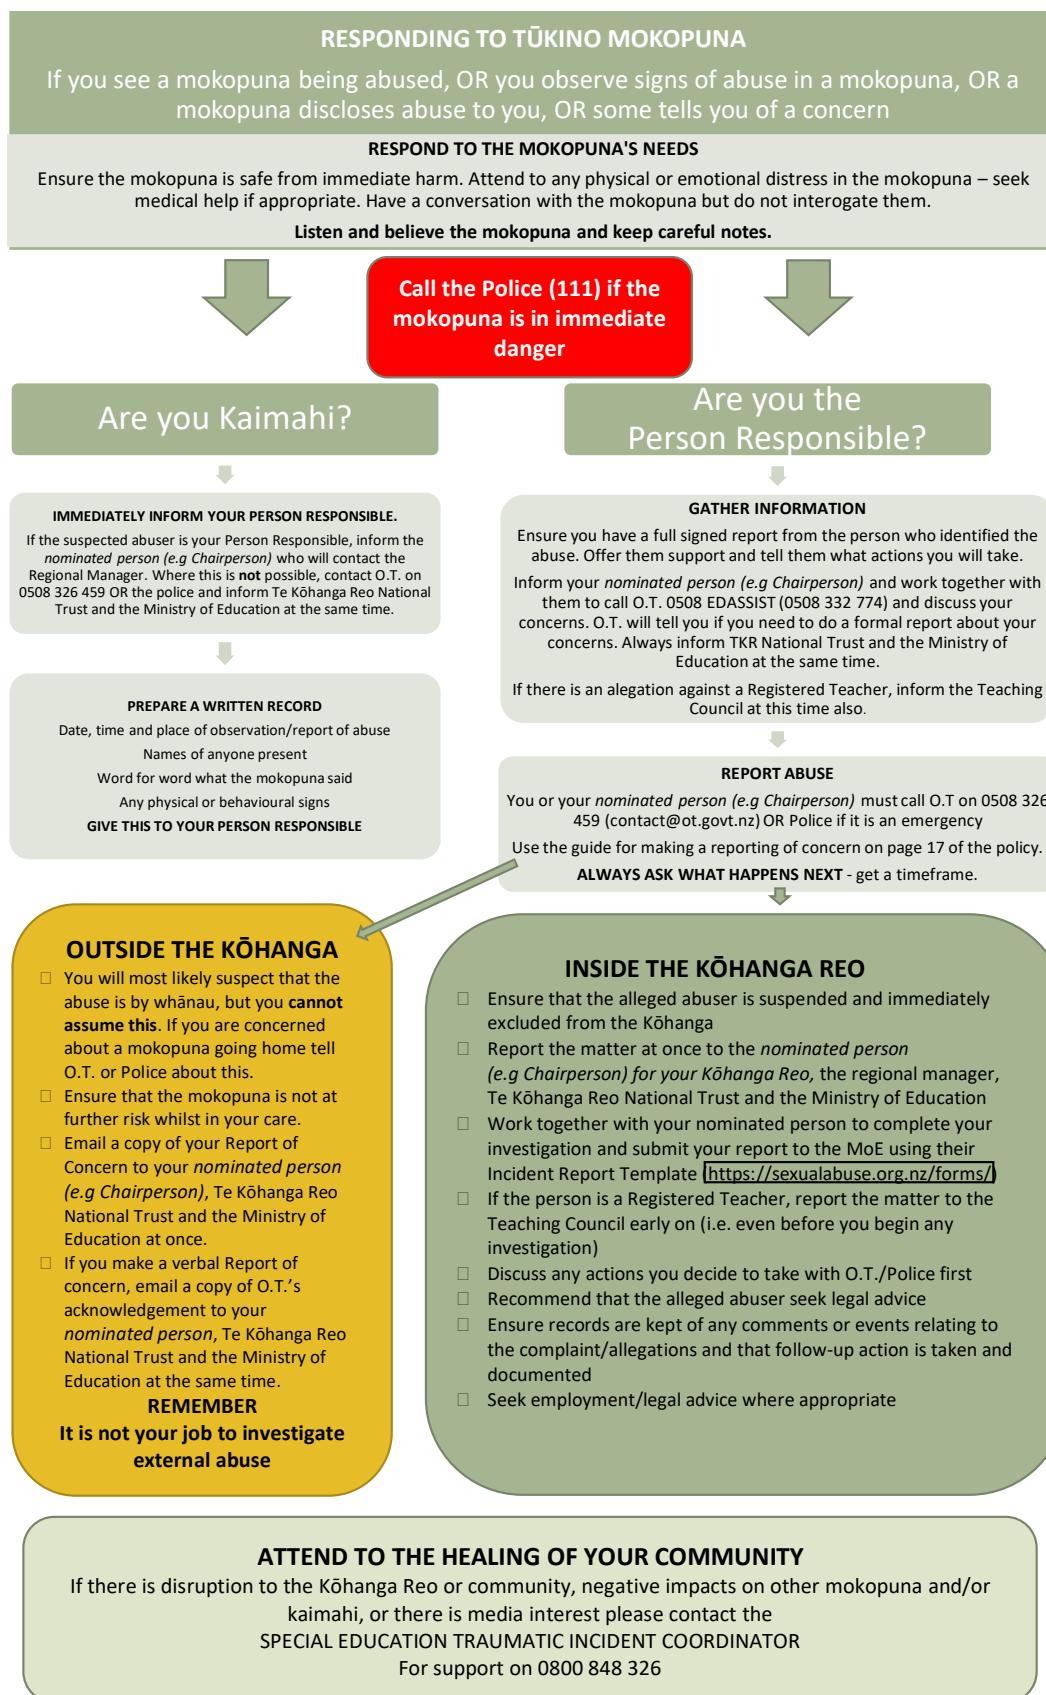 RESPONDING TO TŪKINO MOKOPUNA
If you see a mokopuna being abused, OR you observe signs of abuse in a mokopuna, OR a
mokopuna discloses abuse to you, OR some tells you of a concern
RESPOND TO THE MOKOPUNA'S NEEDS
Ensure the mokopuna is safe from immediate harm. Attend to any physical or emotional distress in the mokopuna – seek
medical help if appropriate. Have a conversation with the mokopuna but do not interogate them.
Listen and believe the mokopuna and keep careful notes.
Call the Police (111) if the
mokopuna is in immediate
danger
Are you Kaimahi?
IMMEDIATELY INFORM YOUR PERSON RESPONSIBLE.
If the suspected abuser is your Person Responsible, inform the
nominated person (e.g Chairperson) who will contact the
Regional Manager. Where this is not possible, contact O.T. on
0508 326 459 OR the police and inform Te Kōhanga Reo National
Trust and the Ministry of Education at the same time.
PREPARE A WRITTEN RECORD
Date, time and place of observation/report of abuse
Names of anyone present
Word for word what the mokopuna said
Any physical or behavioural signs
GIVE THIS TO YOUR PERSON RESPONSIBLE
Are you the
Person Responsible?
GATHER INFORMATION
Ensure you have a full signed report from the person who identified the
abuse. Offer them support and tell them what actions you will take.
Inform your nominated person (e.g Chairperson) and work together with
them to call O.T. 0508 EDASSIST (0508 332 774) and discuss your
concerns. O.T. will tell you if you need to do a formal report about your
concerns. Always inform TKR National Trust and the Ministry of
Education at the same time.
If there is an alegation against a Registered Teacher, inform the Teaching
Council at this time also.
REPORT ABUSE
You or your nominated person (e.g Chairperson) must call O.T on 0508 326
459 (contact@ot.govt.nz) OR Police if it is an emergency
Use the guide for making a reporting of concern on page 17 of the policy.
ALWAYS ASK WHAT HAPPENS NEXT - get a timeframe.
OUTSIDE THE KŌHANGA
□ You will most likely suspect that the
abuse is by whānau, but you cannot
assume this. If you are concerned
about a mokopuna going home tell
O.T. or Police about this.
□ Ensure that the mokopuna is not at
further risk whilst in your care.
□ Email a copy of your Report of
Concern to your nominated person
(e.g Chairperson), Te Kōhanga Reo
National Trust and the Ministry of
Education at once.
□ If you make a verbal Report of
concern, email a copy of O.T.’s
acknowledgement to your
nominated person, Te Kōhanga Reo
National Trust and the Ministry of
Education at the same time.
REMEMBER
It is not your job to investigate
external abuse
INSIDE THE KŌHANGA REO
□ Ensure that the alleged abuser is suspended and immediately
excluded from the Kōhanga
□ Report the matter at once to the nominated person
(e.g Chairperson) for your Kōhanga Reo, the regional manager,
Te Kōhanga Reo National Trust and the Ministry of Education
□ Work together with your nominated person to complete your
investigation and submit your report to the MoE using their
Incident Report Template (https://sexualabuse.org.nz/forms/)
□ If the person is a Registered Teacher, report the matter to the
Teaching Council early on (i.e. even before you begin any
investigation)
□ Discuss any actions you decide to take with O.T./Police first
□ Recommend that the alleged abuser seek legal advice
□ Ensure records are kept of any comments or events relating to
the complaint/allegations and that follow-up action is taken and
documented
□ Seek employment/legal advice where appropriate
ATTEND TO THE HEALING OF YOUR COMMUNITY
If there is disruption to the Kōhanga Reo or community, negative impacts on other mokopuna and/or
kaimahi, or there is media interest please contact the
SPECIAL EDUCATION TRAUMATIC INCIDENT COORDINATOR
For support on 0800 848 326